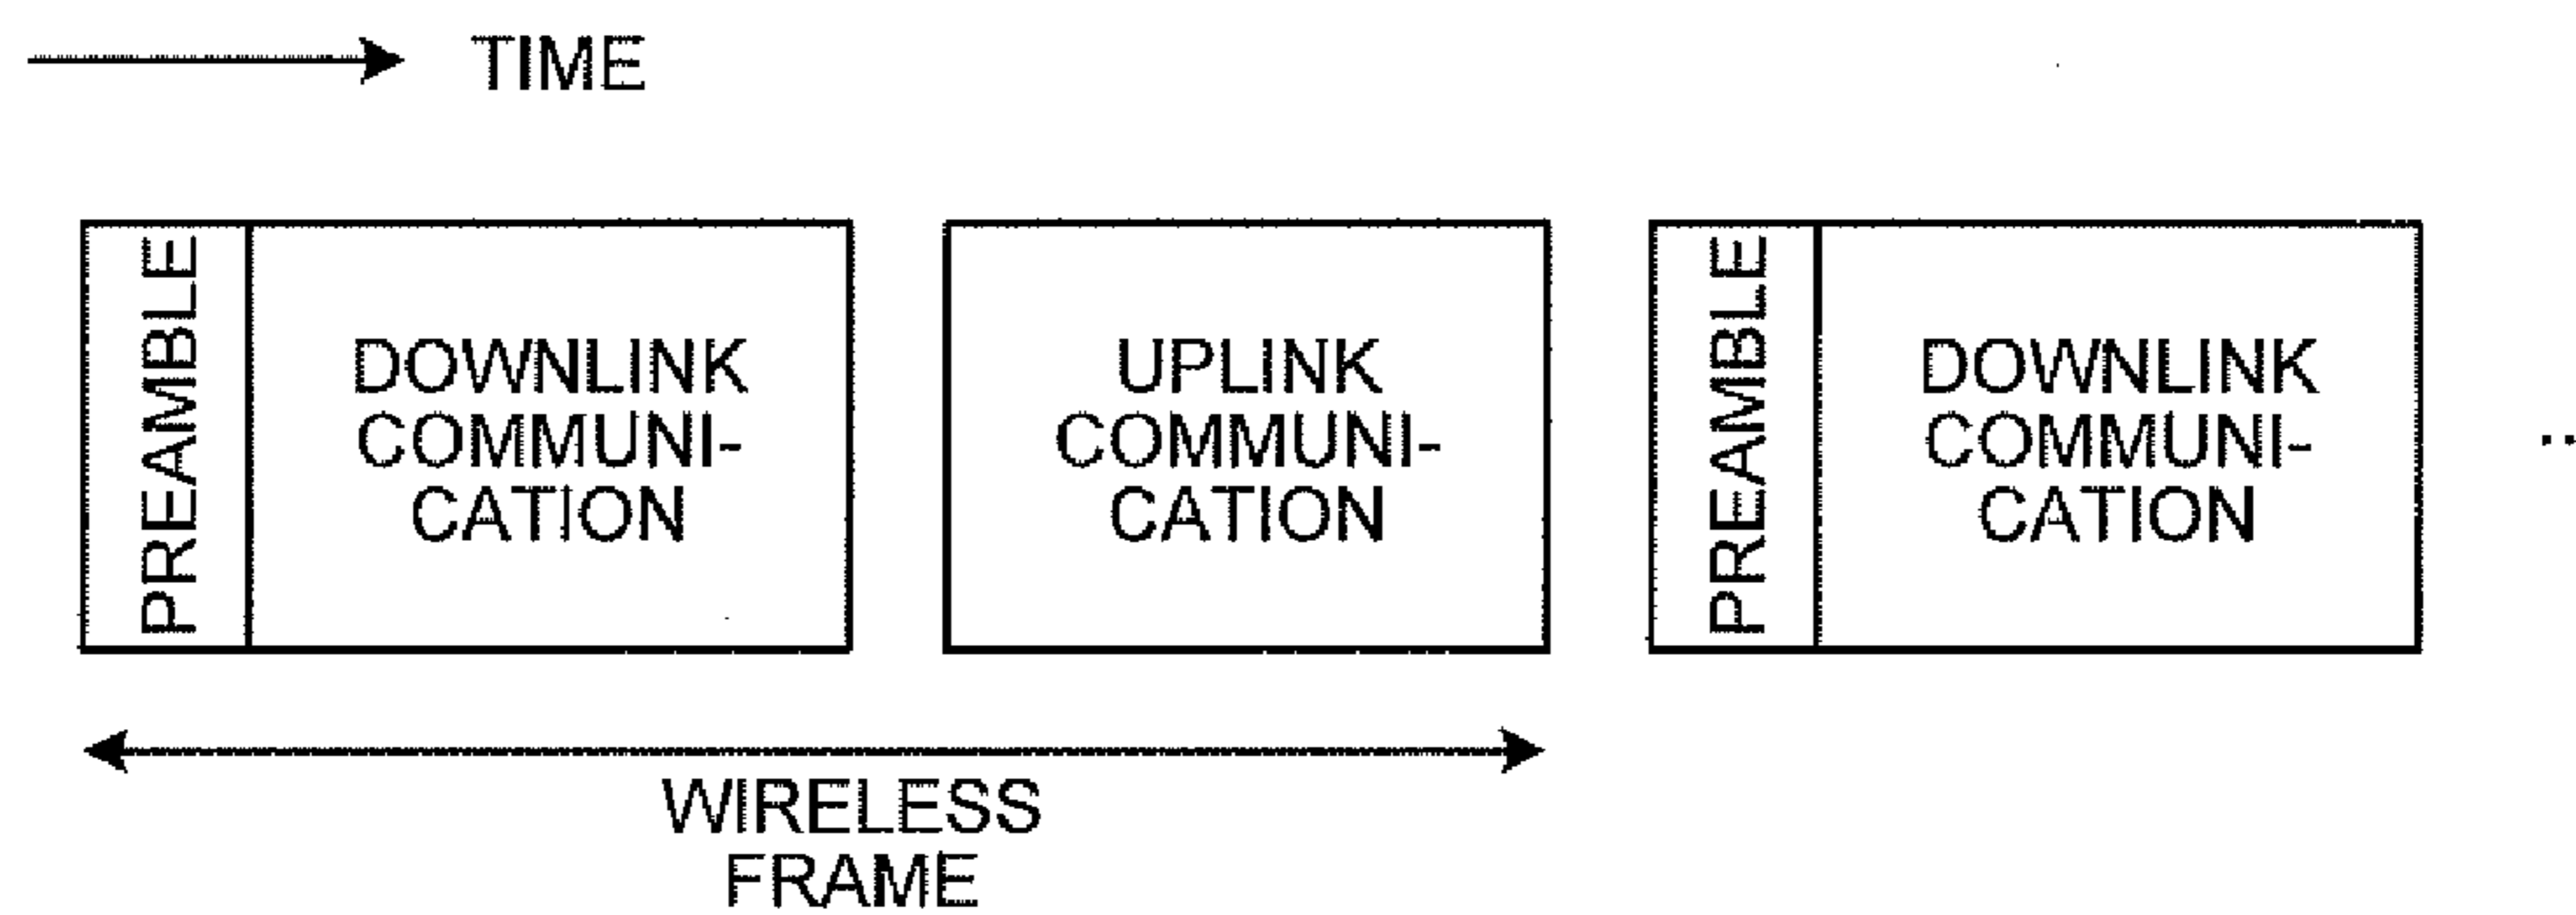 TIME
PREAMBLE
DOWNLINK
COMMUNI-
CATION
UPLINK
COMMUNI-
CATION
PREAMBLE
DOWNLINK
COMMUNI-
CATION
..
WIRELESS
FRAME